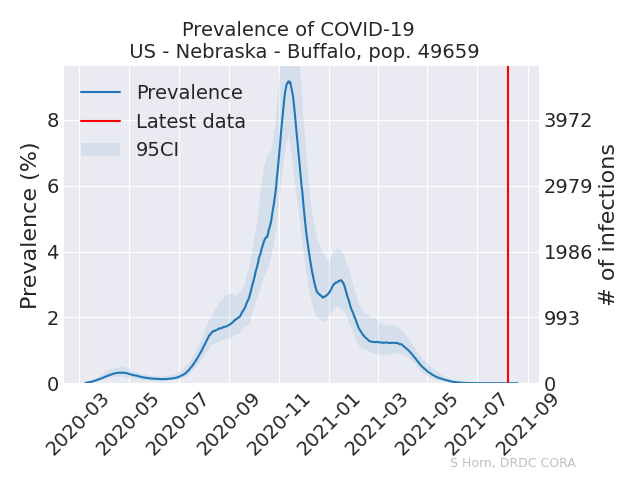 Prevalence of COVID-19
US - Nebraska - Buffalo, pop. 49659
Prevalence
Latest data
95CI
Prevalence (%)
8
6
4
2
0
3972
2979
1986
993
0
# of infections
2020-03
2020-05
2020-07
2020-09
2020-11
2021-01
2021-03
2021-05
2021-07
2021-09
S Horn, DRDC CORA